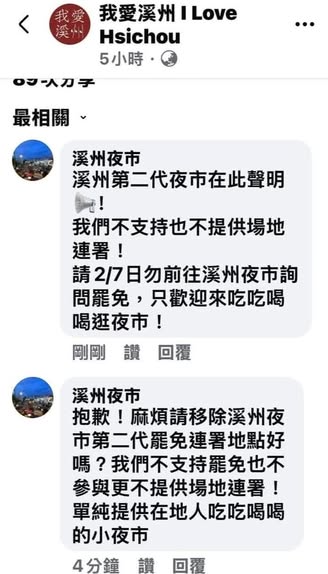 我愛溪州 I Love
Hsichou
5小時
我愛
溪州
89次分享
最相關
溪州夜市
溪州第二代夜市在此聲明
📢!
我們不支持也不提供場地
連署！
請2/7日勿前往溪州夜市詢
問罷免，只歡迎來吃吃喝
喝逛夜市！
剛剛 讚 回覆
溪州夜市
抱歉！麻煩請移除溪州夜
市第二代罷免連署地點好
嗎？我們不支持罷免也不
參與更不提供場地連署！
單純提供在地人吃吃喝喝
的小夜市
4分鐘 讚 回覆